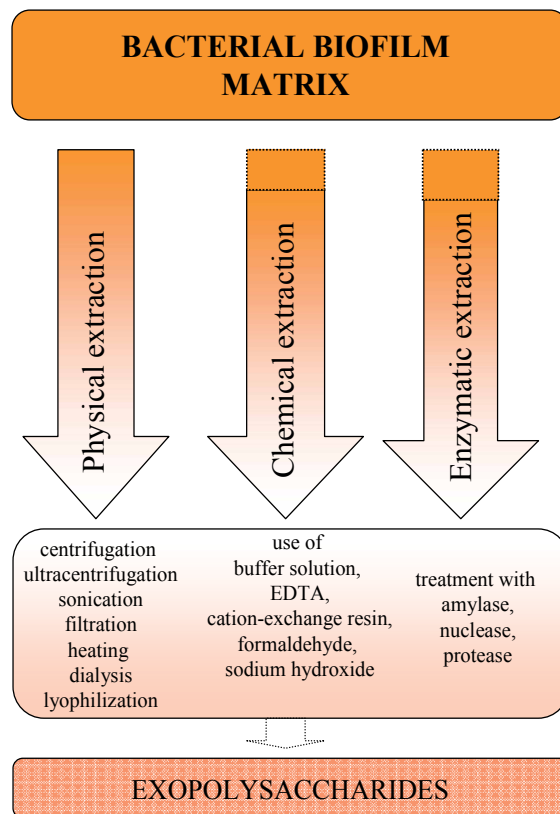 BACTERIAL BIOFILM
MATRIX
Physical extraction
Chemical extraction
Enzymatic extraction
centrifugation
ultracentrifugation
sonication
filtration
heating
dialysis
lyophilization
use of
buffer solution,
EDTA,
cation-exchange resin,
formaldehyde,
sodium hydroxide
treatment with
amylase,
nuclease,
protease
EXOPOLYSACCHARIDES